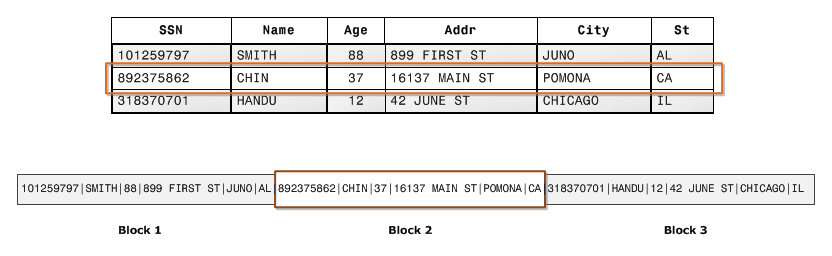 SSN Name Age Addr City St
101259797 SMITH 88 899 FIRST ST JUNO AL
892375862 CHIN 37 16137 MAIN ST POMONA CA
318370701 HANDU 12 42 JUNE ST CHICAGO IL
101259797|SMITH|88|899 FIRST ST|JUNO|AL 892375862|CHIN|37|16137 MAIN ST|POMONA|CA 318370701|HANDU|12|42 JUNE ST|CHICAGO|IL
Block 1 Block 2 Block 3